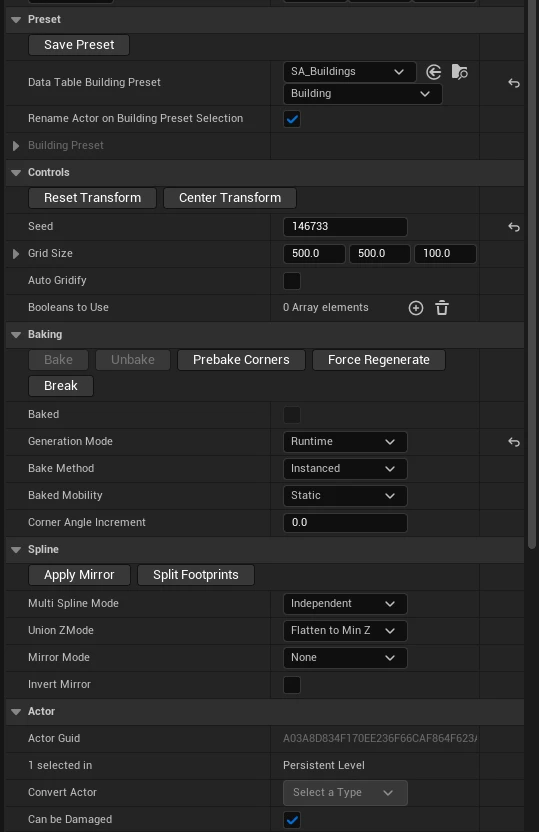 Preset
Save Preset
Data Table Building Preset
SA_Buildings
Building
Rename Actor on Building Preset Selection
Building Preset
Controls
Reset Transform Center Transform
Seed 146733
Grid Size 500.0 500.0 100.0
Auto Gridify
Booleans to Use 0 Array elements
Baking
Bake Unbake Prebake Corners Force Regenerate
Break
Baked
Generation Mode Runtime
Bake Method Instanced
Baked Mobility Static
Corner Angle Increment 0.0
Spline
Apply Mirror Split Footprints
Multi Spline Mode Independent
Union ZMode Flatten to Min Z
Mirror Mode None
Invert Mirror
Actor
Actor Guid A03A8D834F170EE236F66CAF864F623
1 selected in Persistent Level
Convert Actor Select a Type
Can be Damaged